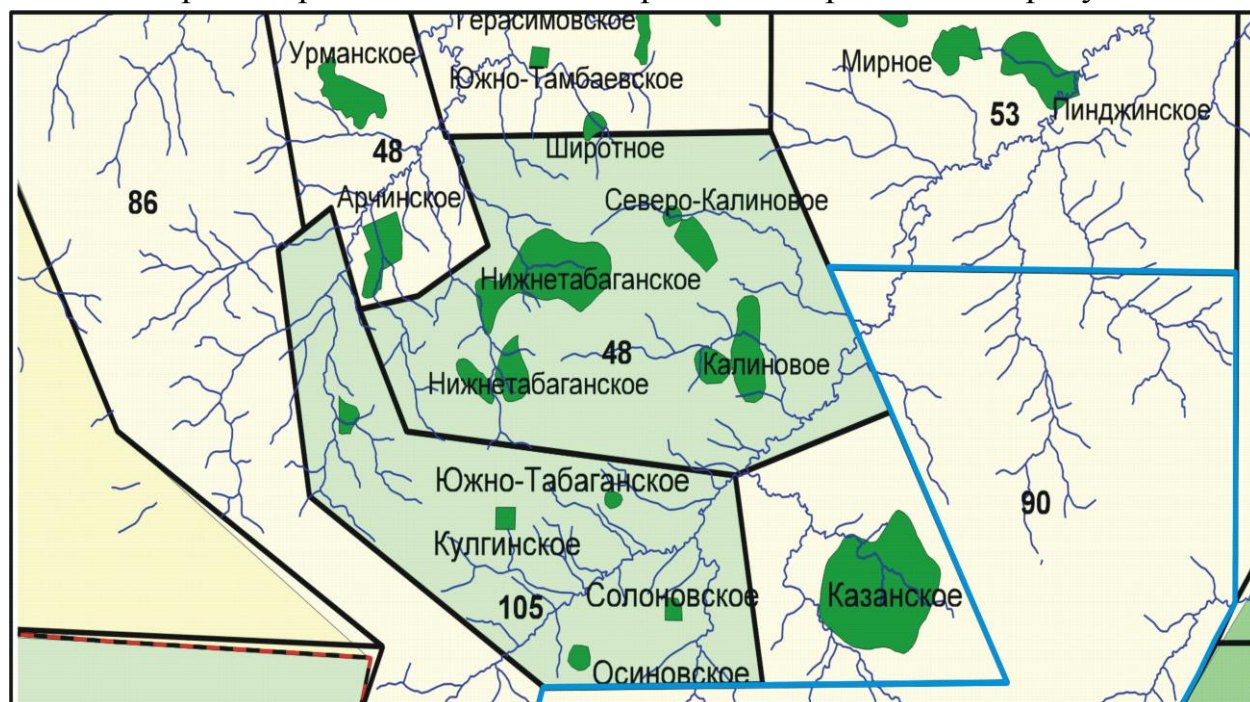 Герасимовское
Урманское
Южно-Тамбаевское
Мирное
Пинджинское
53
48
Широтное
86
Арчинское
Северо-Калиновое
Нижнетабаганское
48
Калиновое
Нижнетабаганское
Южно-Табаганское
90
Кулгинское
105
Солоновское
Казанское
Осиновское